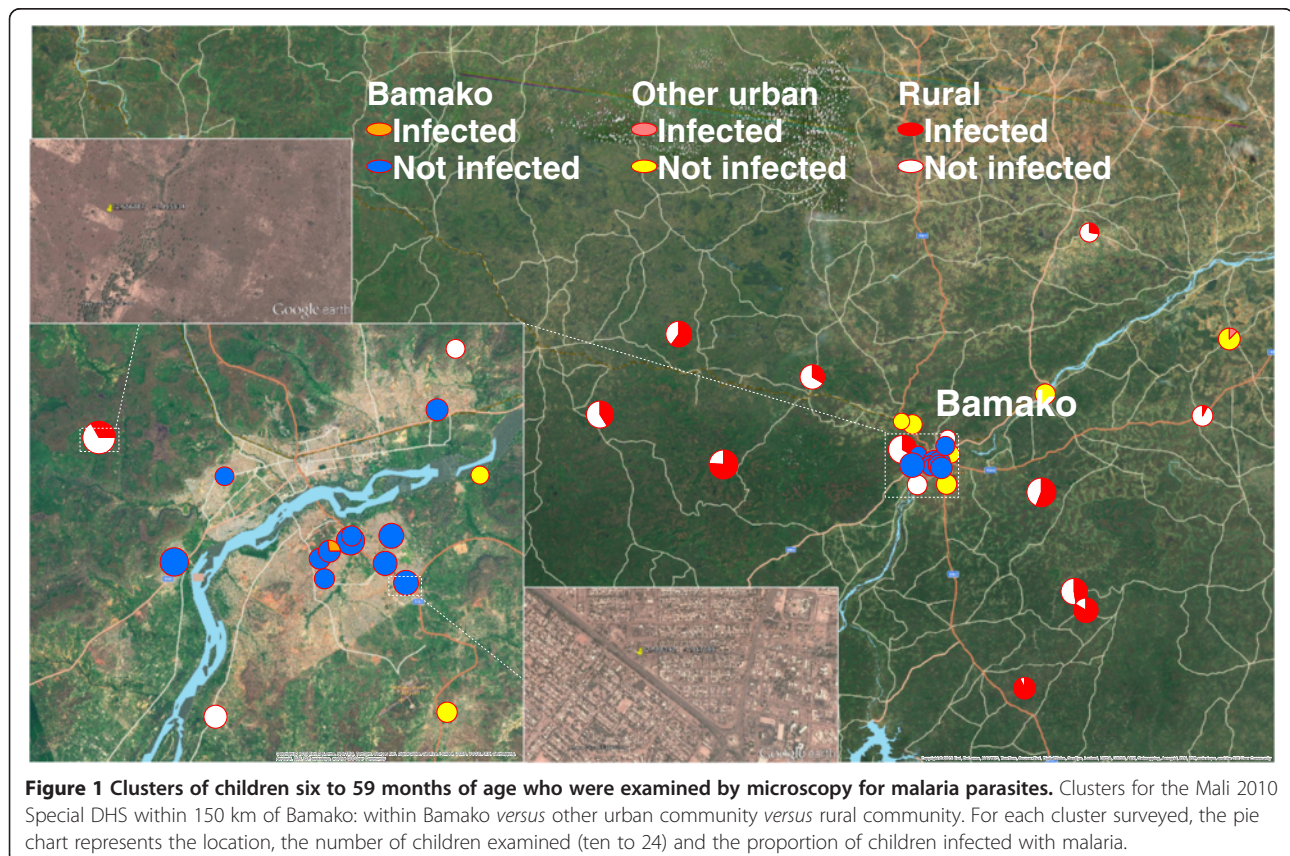 Bamako
Infected
Not infected
Other urban
Infected
Not infected
Rural
Infected
Not infected
Google earth
Bamako
Figure 1 Clusters of children six to 59 months of age who were examined by microscopy for malaria parasites. Clusters for the Mali 2010
Special DHS within 150 km of Bamako: within Bamako versus other urban community versus rural community. For each cluster surveyed, the pie
chart represents the location, the number of children examined (ten to 24) and the proportion of children infected with malaria.